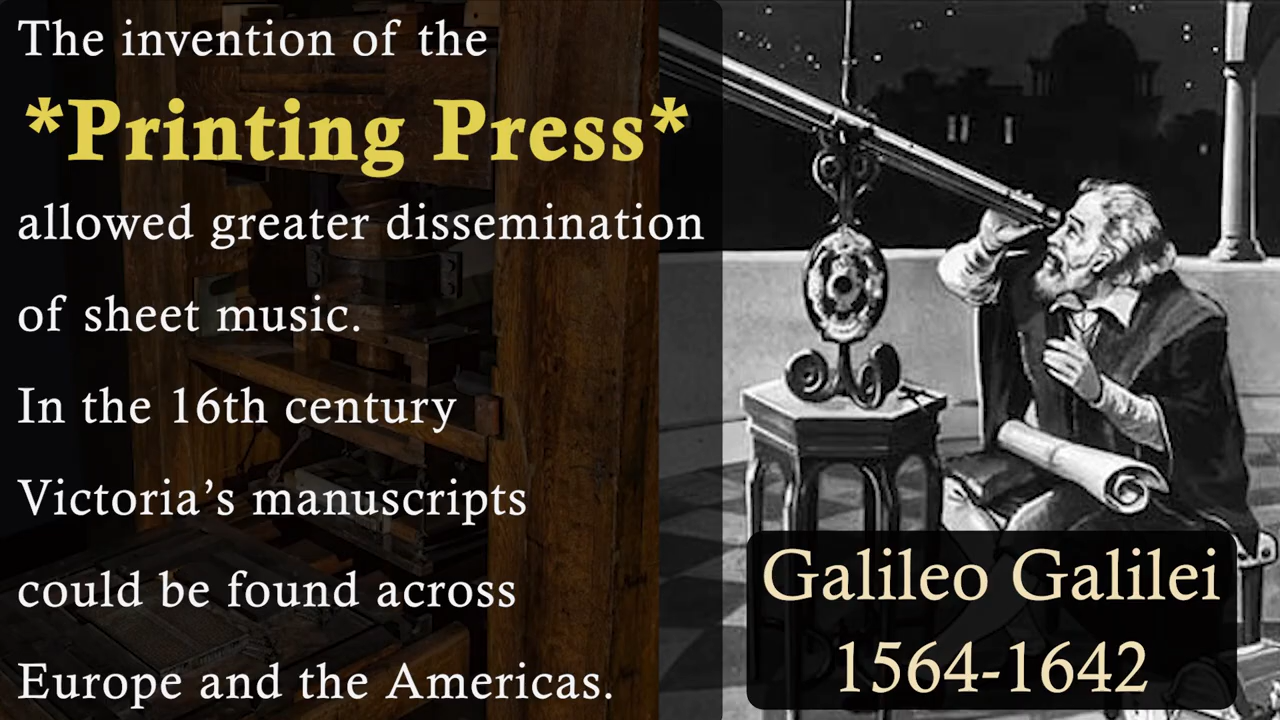 The invention of the
*Printing Press*
allowed greater dissemination
of sheet music.
In the 16th century
Victoria’s manuscripts
could be found across
Europe and the Americas.
Galileo Galilei
1564-1642